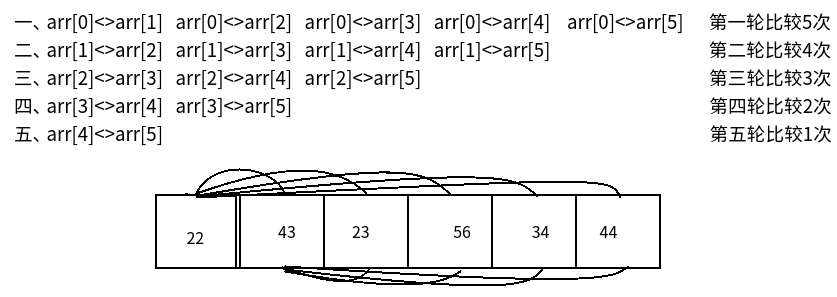 一、arr[0]<>arr[1] arr[0]<>arr[2] arr[0]<>arr[3] arr[0]<>arr[4] arr[0]<>arr[5] 第一轮比较5次
二、arr[1]<>arr[2] arr[1]<>arr[3] arr[1]<>arr[4] arr[1]<>arr[5] 第二轮比较4次
三、arr[2]<>arr[3] arr[2]<>arr[4] arr[2]<>arr[5] 第三轮比较3次
四、arr[3]<>arr[4] arr[3]<>arr[5] 第四轮比较2次
五、arr[4]<>arr[5] 第五轮比较1次
22 43 23 56 34 44